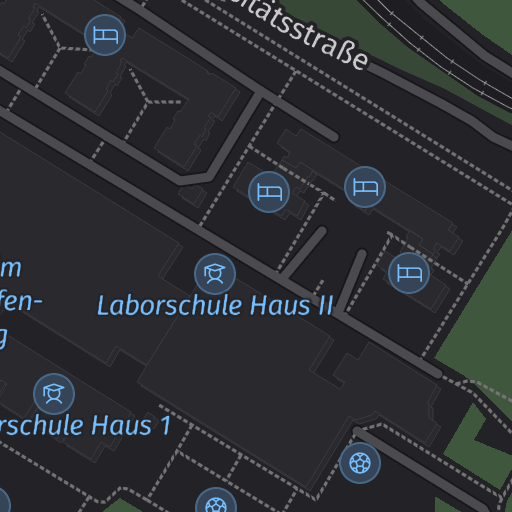 sitätsstraße
m
fen-
g
Laborschule Haus II
rschule Haus 1